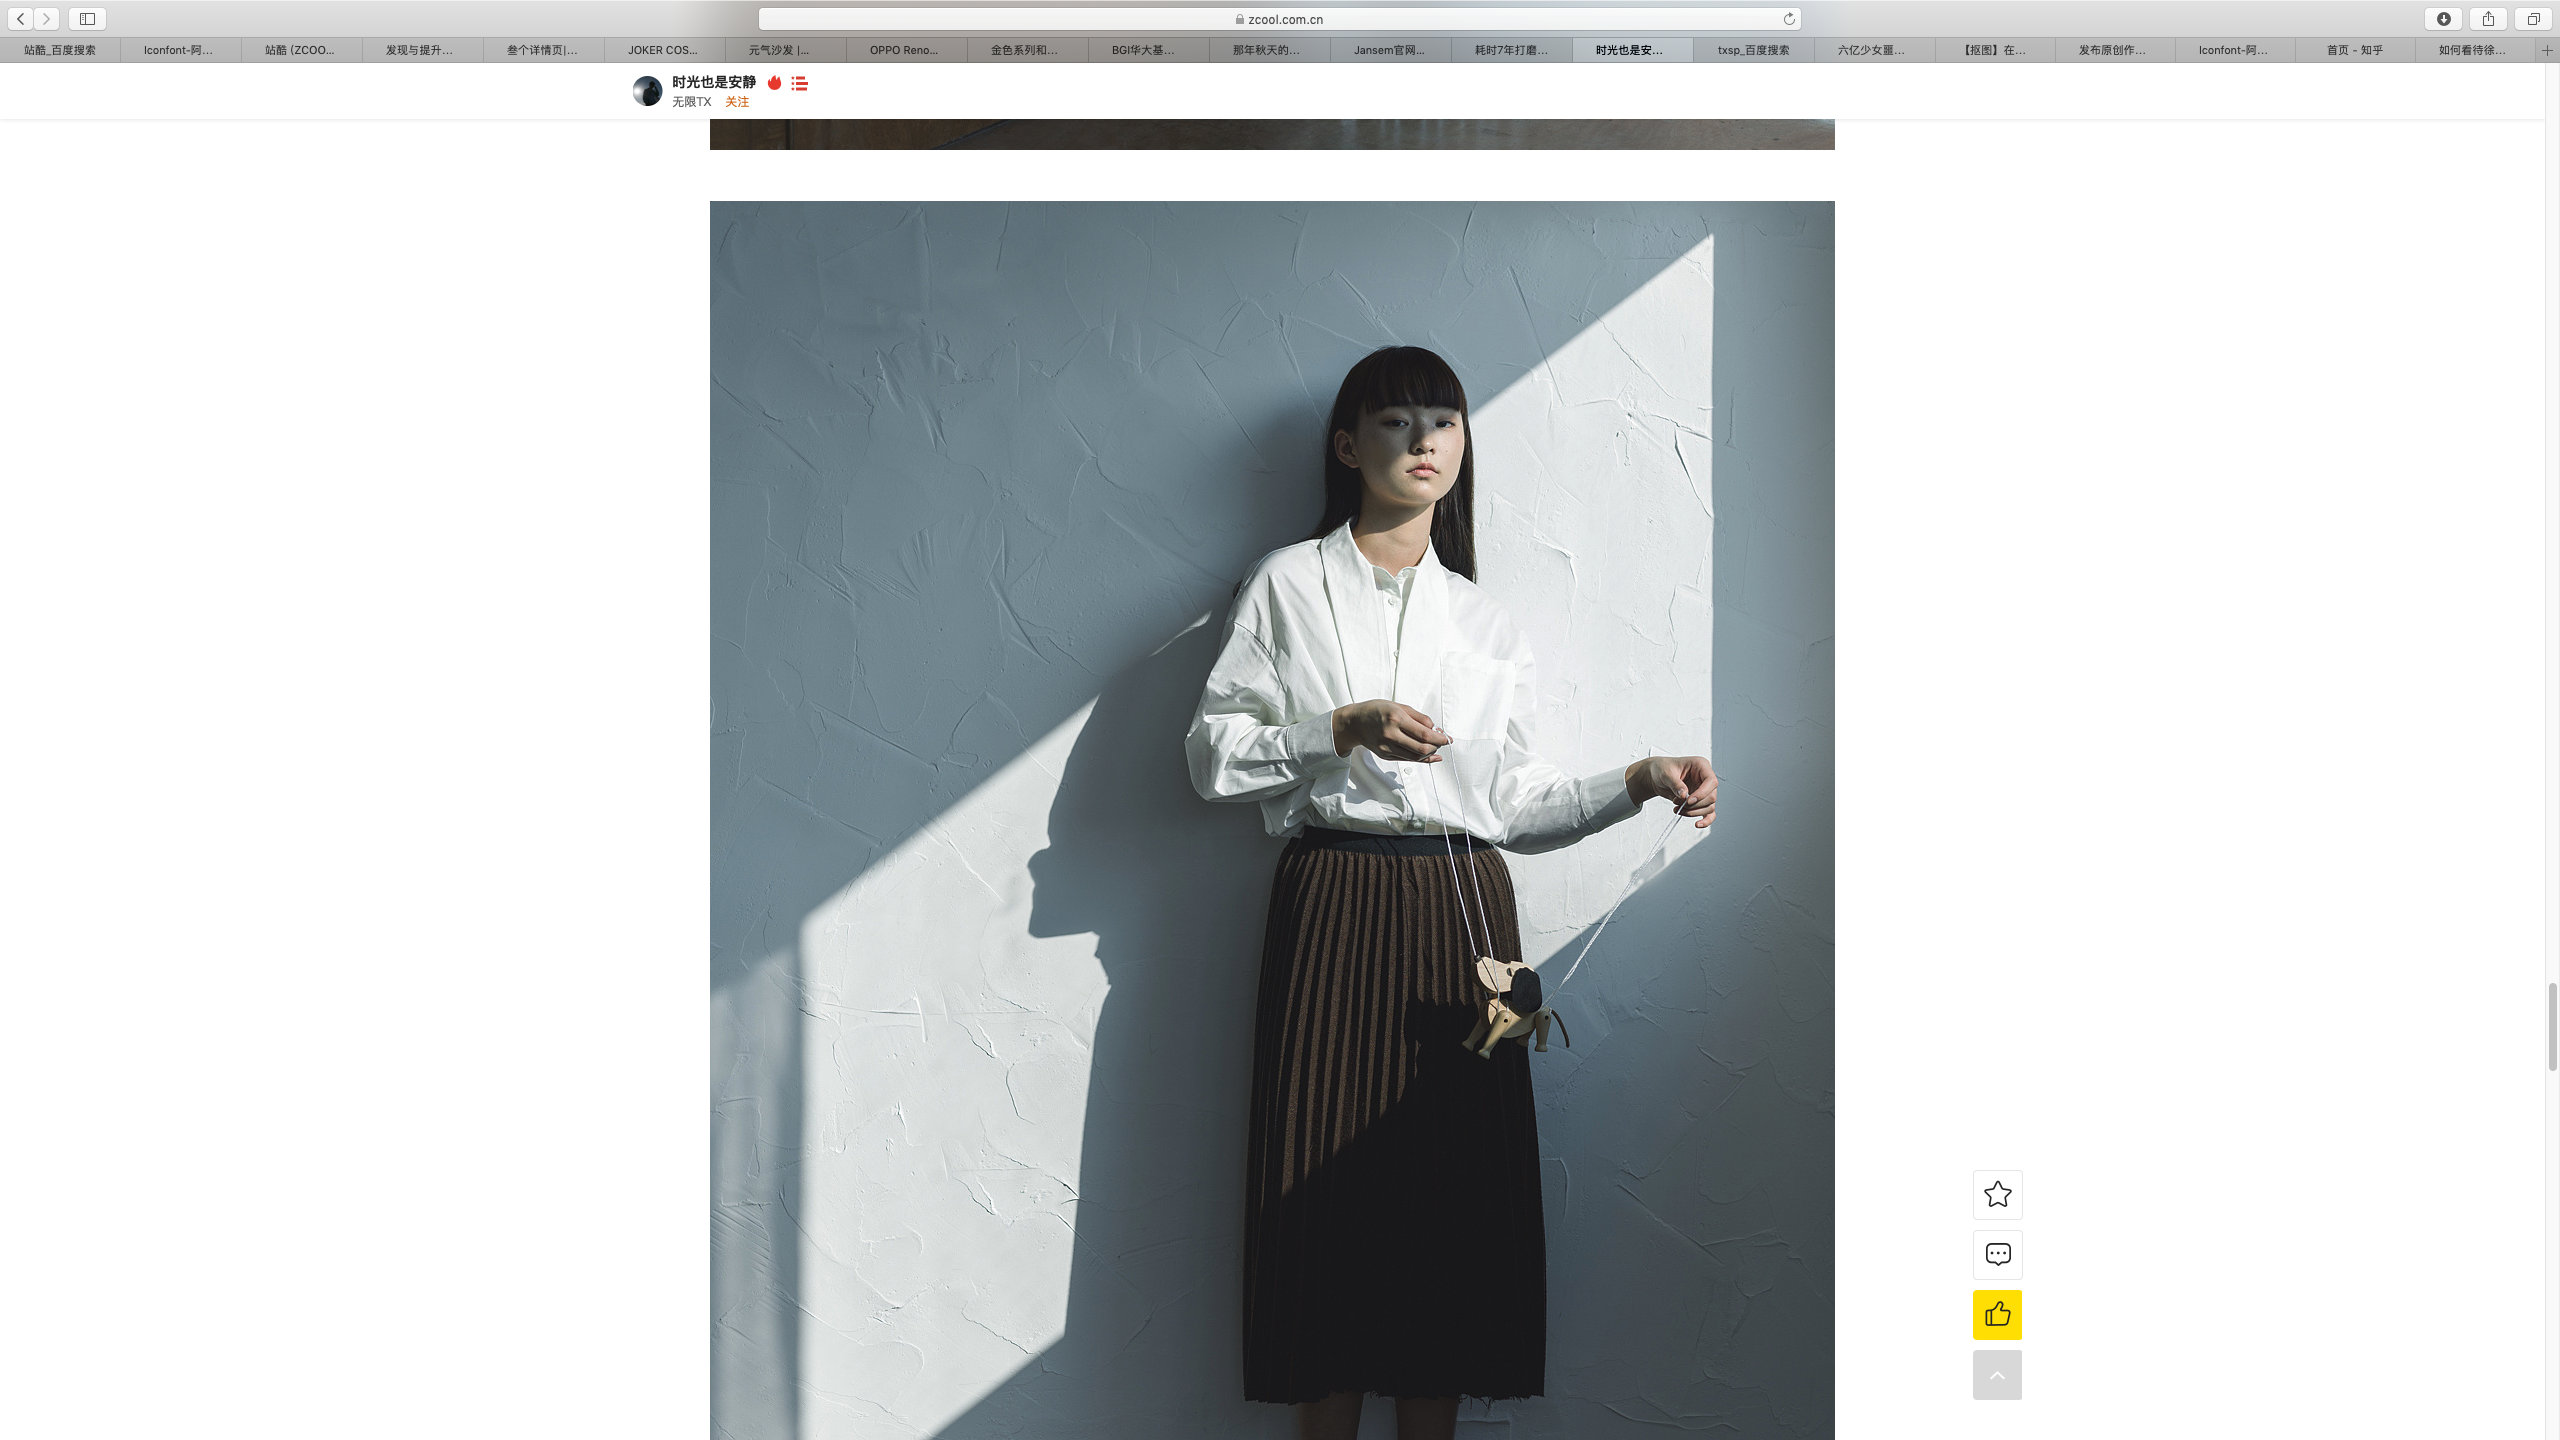 zcool.com.cn
站酷_百度搜索
Iconfont-阿...
站酷 (ZCOO...
发现与提升...
叁个详情页|...
JOKER COS...
元气沙发 |...
OPPO Reno...
金色系列和...
BGI华大基...
那年秋天的...
Jansem官网...
耗时7年打磨...
时光也是安...
txsp_百度搜索
六亿少女噩...
【抠图】在...
发布原创作...
Iconfont-阿...
首页 - 知乎
如何看待徐...
时光也是安静
无限TX 关注